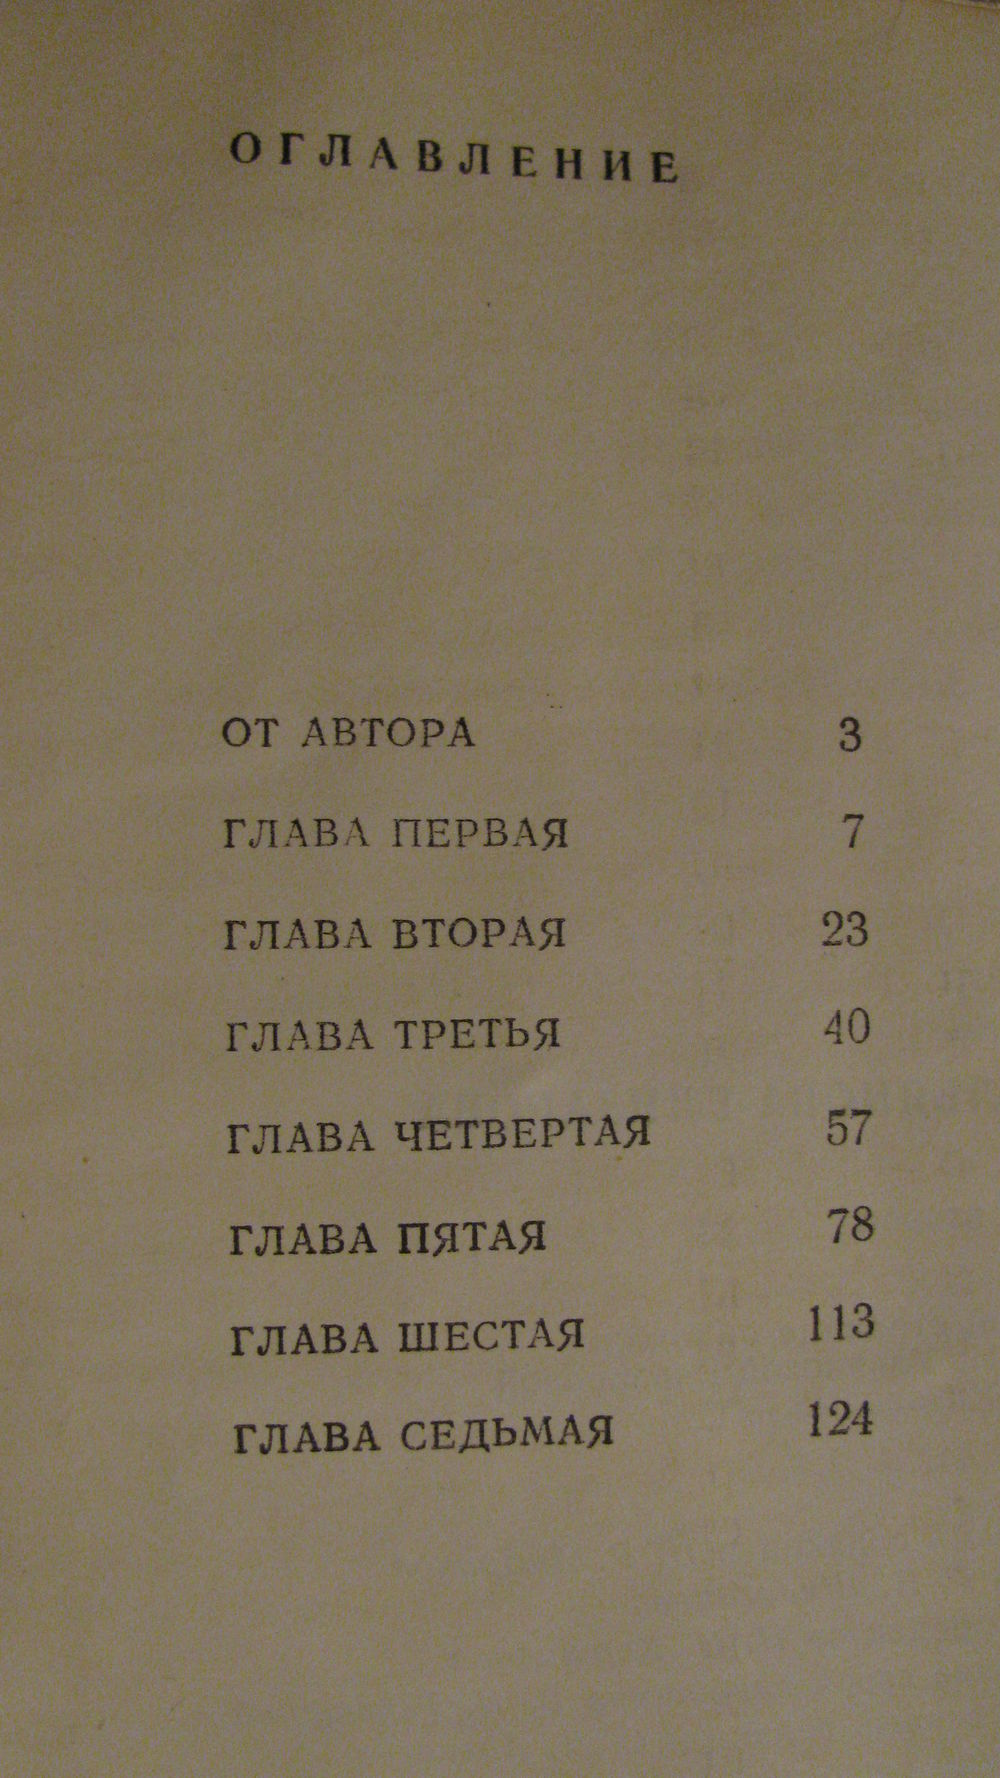 ОГЛАВЛЕНИЕ
ОТ АВТОРА 3
ГЛАВА ПЕРВАЯ 7
ГЛАВА ВТОРАЯ 23
ГЛАВА ТРЕТЬЯ 40
ГЛАВА ЧЕТВЕРТАЯ 57
ГЛАВА ПЯТАЯ 78
ГЛАВА ШЕСТАЯ 113
ГЛАВА СЕДЬМАЯ 124